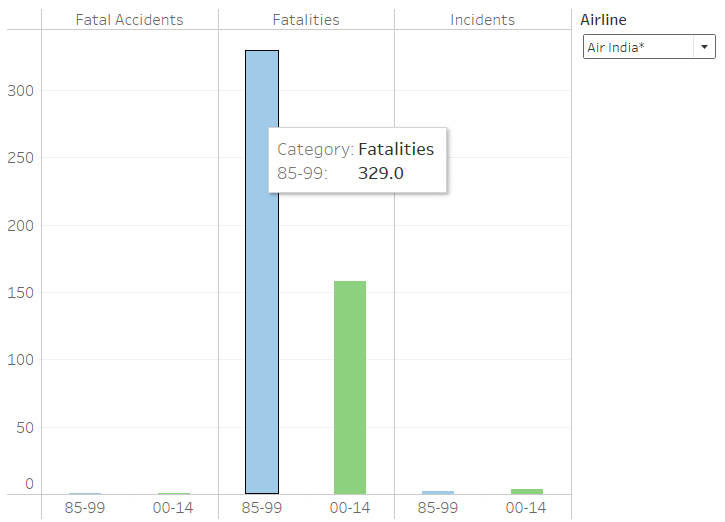 Fatal Accidents
Fatalities
Incidents
Airline
Air India*
300
250
200
150
100
50
0
Category: Fatalities
85-99: 329.0
85-99
00-14
85-99
00-14
85-99
00-14